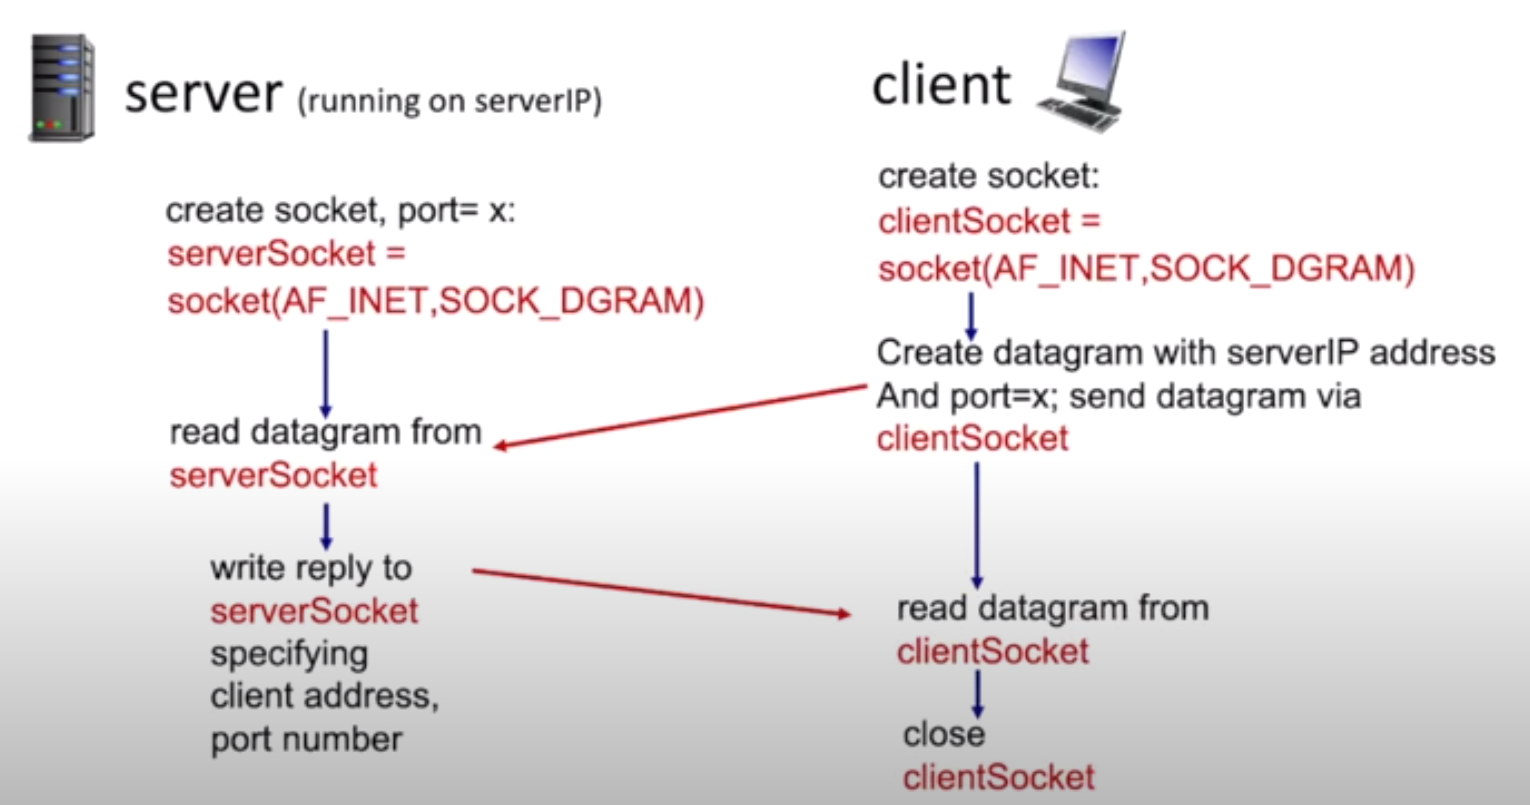 server (running on serverIP)
create socket, port= x:
serverSocket =
socket(AF_INET,SOCK_DGRAM)
read datagram from
serverSocket
write reply to
serverSocket
specifying
client address,
port number
client
create socket:
clientSocket =
socket(AF_INET,SOCK_DGRAM)
Create datagram with serverIP address
And port=x; send datagram via
clientSocket
read datagram from
clientSocket
close
clientSocket